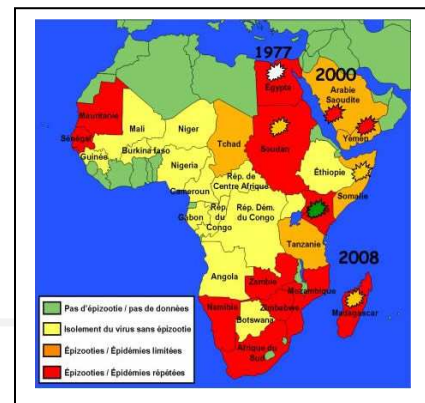 1977
Égypte
2000
Arabie
Saoudite
Mauritanie
Mali
Niger
Tchad
Soudan
Yémen
Sénégal
Burkina faso
Guinée
Nigeria
Éthiopie
Rép. de
Centre Afrique
Cameroun
Somalie
Gabon
Rép.
du
Congo
Rép. Dém.
du Congo
Tanzanie
2008
Angola
Zambie
Mozambique
Namibie
Zimbabwe
Madagascar
Botswana
Afrique du
Sud
Pas d'épizootie / pas de données
Isolement du virus sans épizootie
Épizooties / Épidémies limitées
Épizooties / Épidémies répétées